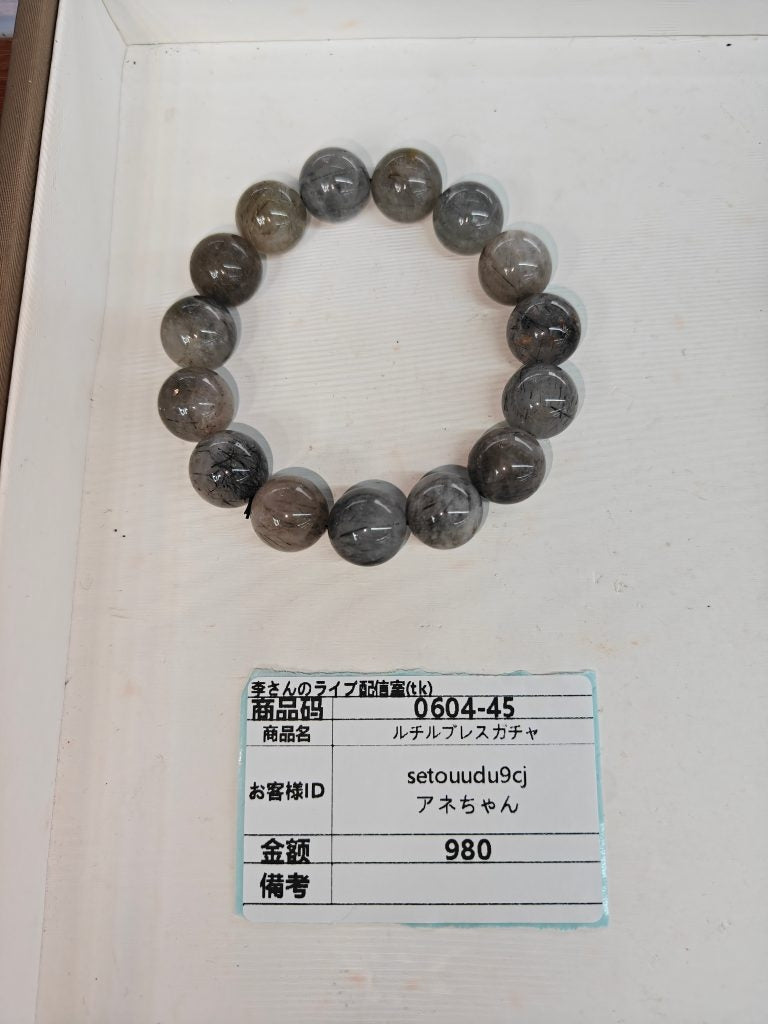 李さんのライブ配信室(tk)
商品码 0604-45
商品名 ルチルブレスガチャ
お客様ID setouudu9cj
アネちゃん
金额 980
備考